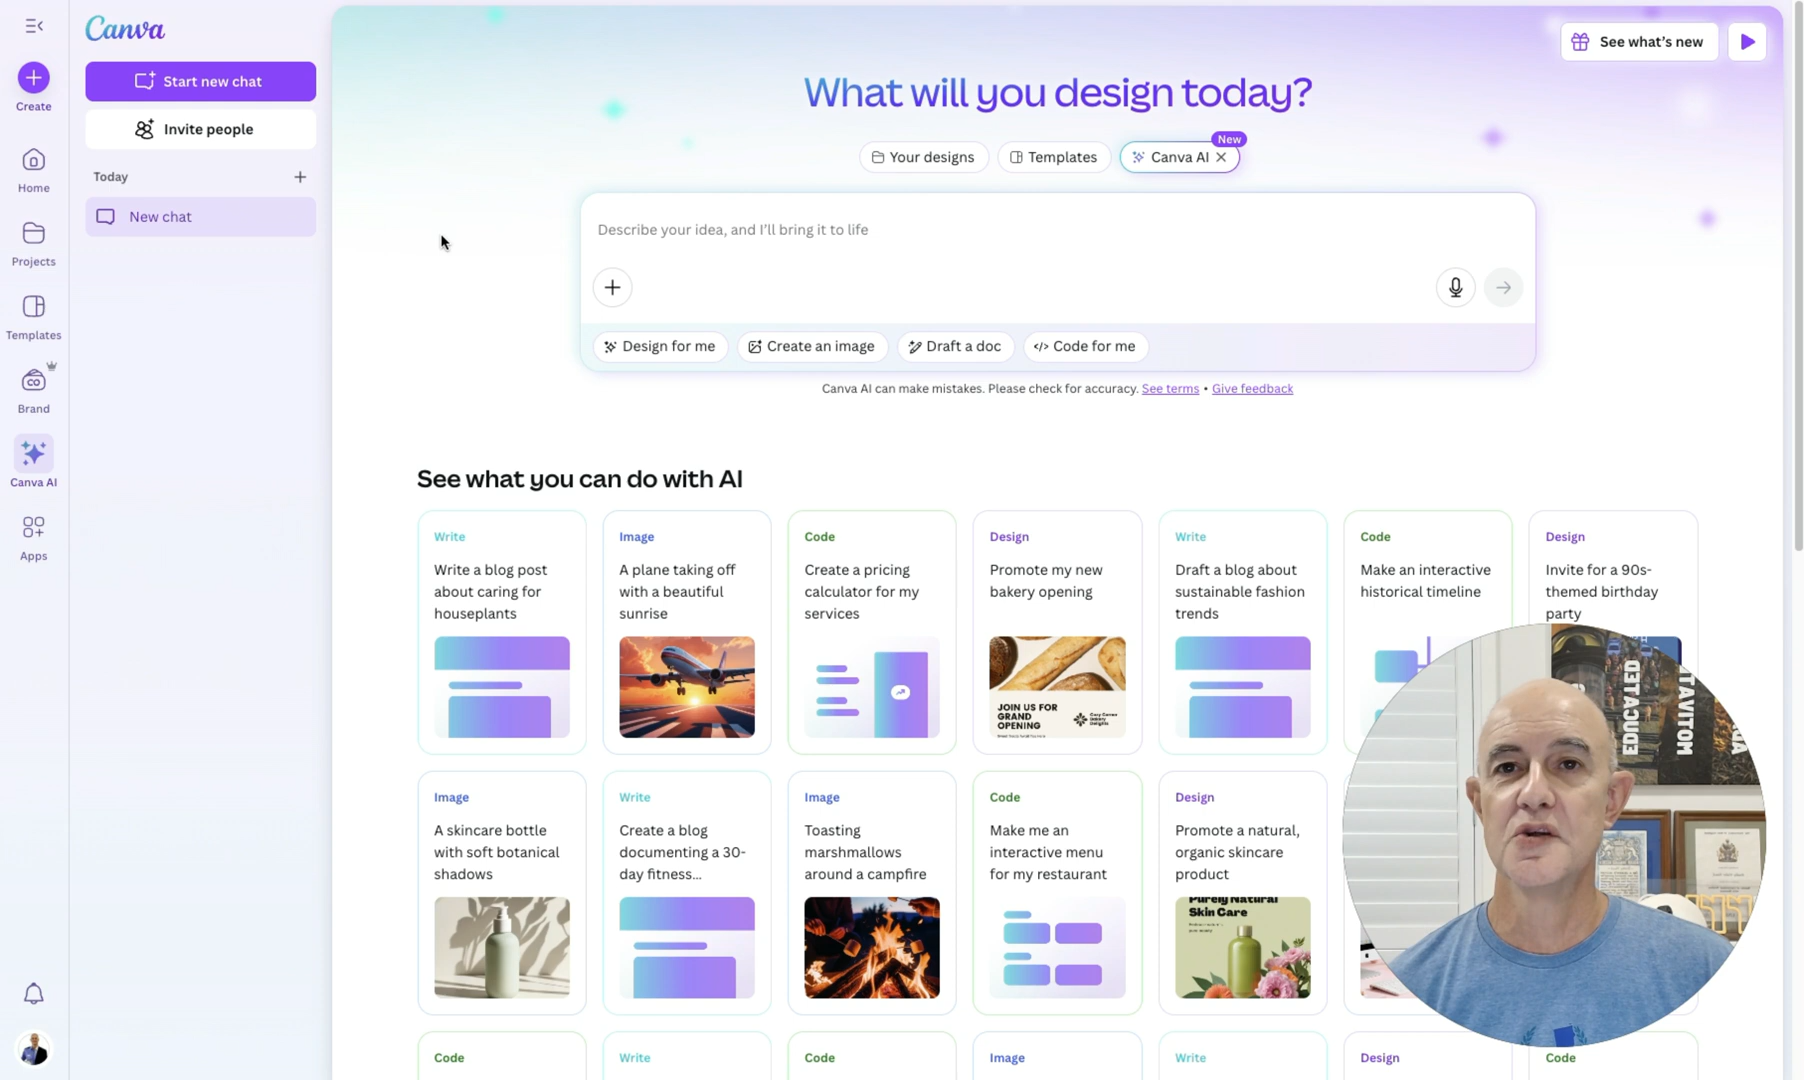 Canva
Start new chat
Invite people
Today
New chat
Create
Home
Projects
Templates
Brand
Canva AI
Apps
CO
See what's new
What will you design today?
Your designs
Templates
Canva AI
New
Describe your idea, and I'll bring it to life
Design for me
Create an image
Draft a doc
</> Code for me
Canva AI can make mistakes. Please check for accuracy. See terms • Give feedback
See what you can do with AI
Write
Write a blog post
about caring for
houseplants
Image
A plane taking off
with a beautiful
sunrise
Code
Create a pricing
calculator for my
services
Design
Promote my new
bakery opening
JOIN US FOR
GRAND
OPENING
Write
Draft a blog about
sustainable fashion
trends
Code
Make an interactive
historical timeline
Design
Invite for a 90s-
themed birthday
party
Image
A skincare bottle
with soft botanical
shadows
Write
Create a blog
documenting a 30-
day fitness...
Image
Toasting
marshmallows
around a campfire
Code
Make me an
interactive menu
for my restaurant
Design
Promote a natural,
organic skincare
product
Purely Natural
Skin Care
EDUCATED
Code
Write
Code
Image
Write
Design
Code